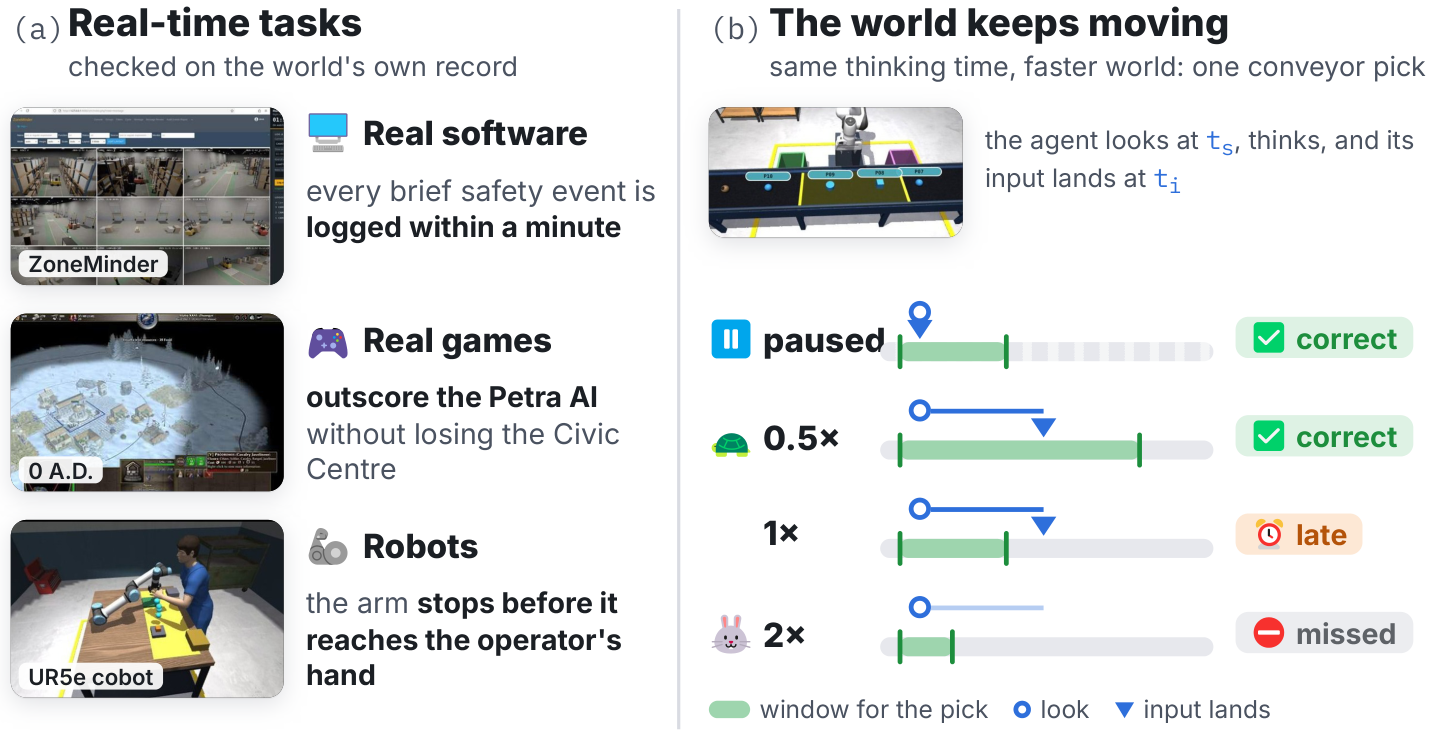 (a) Real-time tasks
checked on the world's own record
ZoneMinder
Real software
every brief safety event is
logged within a minute
0 A.D.
Real games
outscore the Petra AI
without losing the Civic
Centre
UR5e cobot
Robots
the arm stops before it
reaches the operator's
hand
(b) The world keeps moving
same thinking time, faster world: one conveyor pick
the agent looks at tₛ, thinks, and its
input lands at tᵢ
paused correct
0.5× correct
1× late
2× missed
window for the pick look input lands